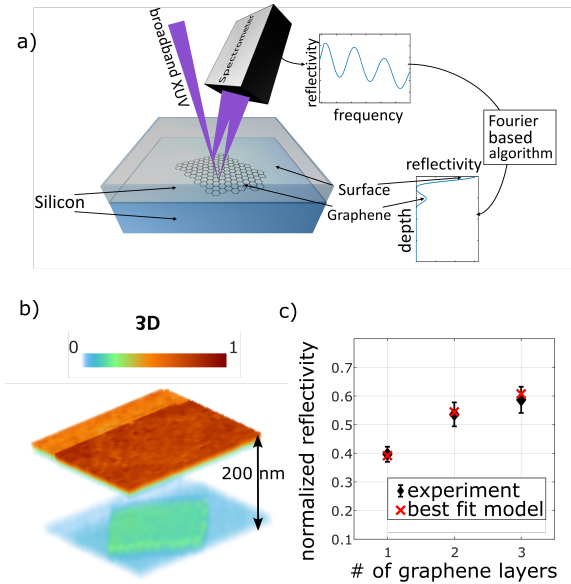 a)
broadband XUV
spectrometer
reflectivity
frequency
Fourier
based
algorithm
reflectivity
depth
Surface
Graphene
Silicon
b)
3D
0
1
200 nm
c)
normalized reflectivity
0.7
0.6
0.5
0.4
0.3
0.2
0.1
experiment
best fit model
1
2
3
# of graphene layers